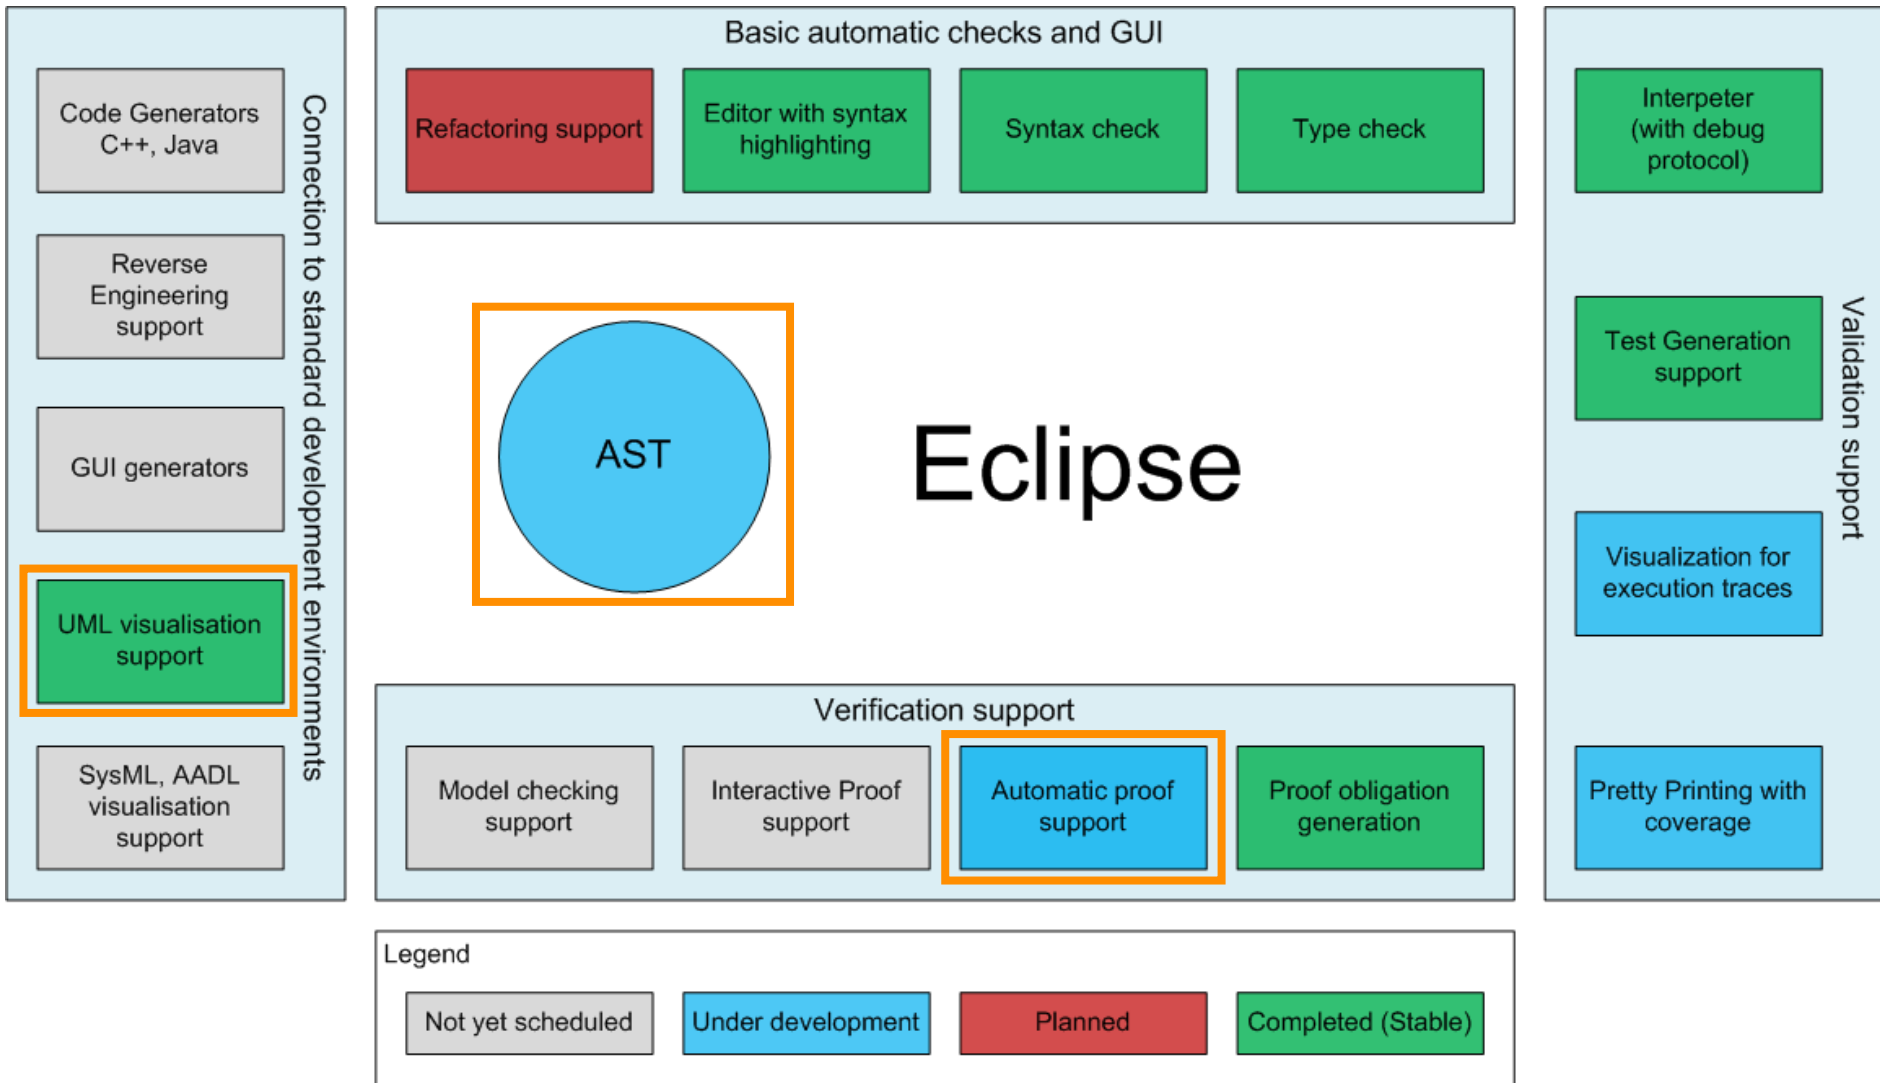 Code Generators
C++, Java
Reverse
Engineering
support
GUI generators
UML visualisation
support
SysML, AADL
visualisation
support
Connection to standard development environments
Basic automatic checks and GUI
Refactoring support
Editor with syntax
highlighting
Syntax check
Type check
AST
Eclipse
Verification support
Model checking
support
Interactive Proof
support
Automatic proof
support
Proof obligation
generation
Interpeter
(with debug
protocol)
Test Generation
support
Visualization for
execution traces
Pretty Printing with
coverage
Validation support
Legend
Not yet scheduled
Under development
Planned
Completed (Stable)